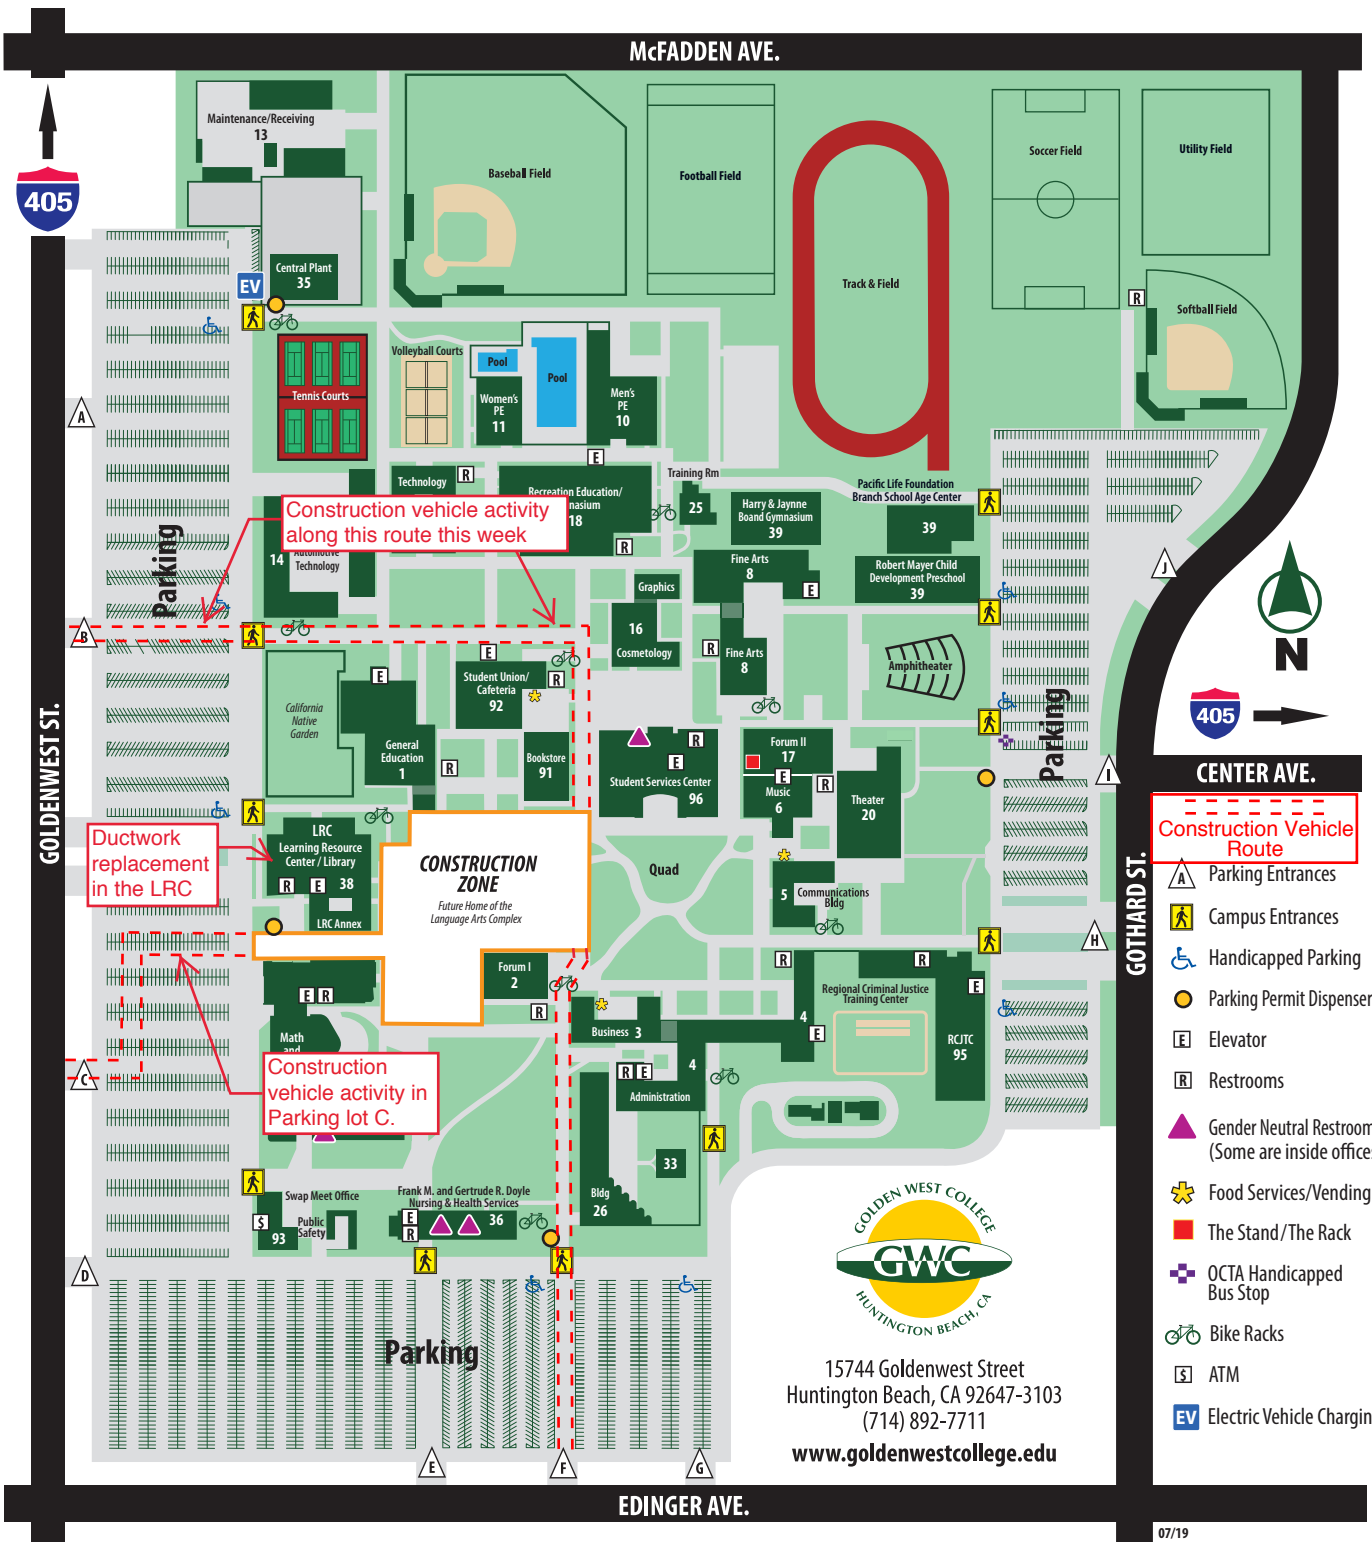 McFADDEN AVE.
Maintenance/Receiving
13
405
Baseball Field
Football Field
Soccer Field
Utility Field
Central Plant
35
EV
Track & Field
R
Softball Field
Volleyball Courts
Pool
Pool
Tennis Courts
Women's
PE
11
Men's
PE
10
A
E
Technology
R
Training Rm
Recreation Education/
18
25
Harry & Jaynne
Board Gymnasium
39
Pacific Life Foundation
Branch School Age Center
39
Construction vehicle activity
along this route this week
Parking
14
Automotive
Technology
R
Fine Arts
8
E
Robert Mayer Child
Development Preschool
39
J
Graphics
16
Cosmetology
B
R
Fine Arts
8
Amphitheater
N
405
E
E
Student Union/
Cafeteria
92
R
California
Native
Garden
General
Education
1
R
Bookstore
91
R
E
Student Services Center
96
Forum II
17
E
Music
6
R
Theater
20
Parking
I
CENTER AVE.
GOLDENWEST ST.
GOTHARD ST.
Construction Vehicle
Route
A Parking Entrances
Campus Entrances
Handicapped Parking
Parking Permit Dispenser
E Elevator
R Restrooms
Gender Neutral Restroom
(Some are inside office
Food Services/Vending
The Stand/The Rack
OCTA Handicapped
Bus Stop
Bike Racks
$ ATM
EV Electric Vehicle Chargin
Ductwork
replacement
in the LRC
LRC
Learning Resource
Center / Library
R E 38
LRC Annex
CONSTRUCTION
ZONE
Future Home of the
Language Arts Complex
Quad
5
Communications
Bldg
H
Forum I
2
R
E R
Math
and
R
R
Regional Criminal Justice
Training Center
E
4
E
RCJTC
95
Business 3
4
R E
Administration
C
Construction
vehicle activity in
Parking lot C.
33
Swap Meet Office
$
93
Public
Safety
Frank M. and Gertrude R. Doyle
Nursing & Health Services
E
R
36
Bldg
26
D
Parking
E
F
G
GOLDEN WEST COLLEGE
GWC
HUNTINGTON BEACH, CA
15744 Goldenwest Street
Huntington Beach, CA 92647-3103
(714) 892-7711
www.goldenwestcollege.edu
EDINGER AVE.
07/19